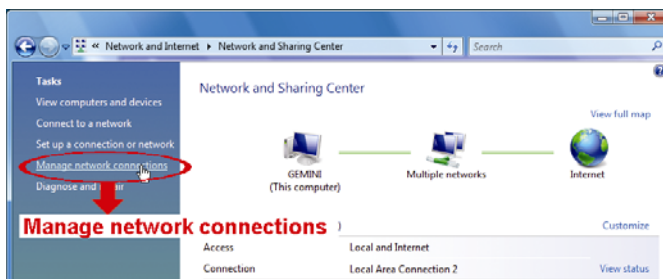 « Network and Internet ▸ Network and Sharing Center
Search
Tasks
View computers and devices
Connect to a network
Set up a connection or network
Manage network connections
Diagnose and
Network and Sharing Center
View full map
GEMINI
(This computer)
Multiple networks
Internet
Manage network connections
)
Customize
Access
Local and Internet
Connection
Local Area Connection 2
View status